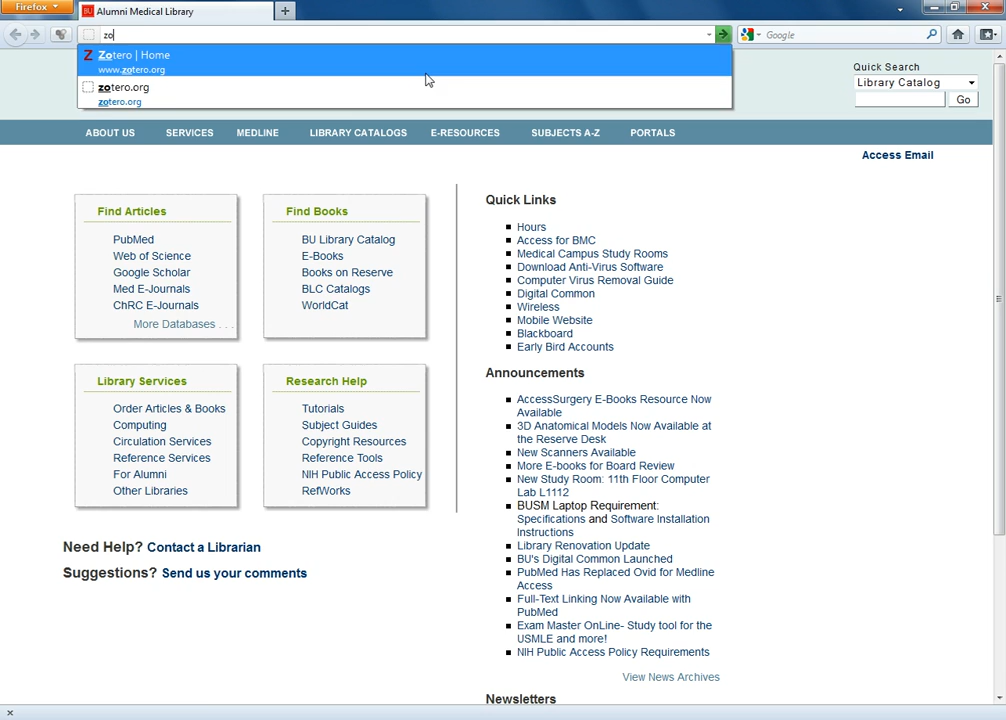 Firefox
BU Alumni Medical Library
zo
Google
Zotero | Home
www.zotero.org
zotero.org
zotero.org
Quick Search
Library Catalog
Go
ABOUT US SERVICES MEDLINE LIBRARY CATALOGS E-RESOURCES SUBJECTS A-Z PORTALS
Access Email
Find Articles
PubMed
Web of Science
Google Scholar
Med E-Journals
ChRC E-Journals
More Databases . . .
Find Books
BU Library Catalog
E-Books
Books on Reserve
BLC Catalogs
WorldCat
Library Services
Order Articles & Books
Computing
Circulation Services
Reference Services
For Alumni
Other Libraries
Research Help
Tutorials
Subject Guides
Copyright Resources
Reference Tools
NIH Public Access Policy
RefWorks
Need Help? Contact a Librarian
Suggestions? Send us your comments
Quick Links
Hours
Access for BMC
Medical Campus Study Rooms
Download Anti-Virus Software
Computer Virus Removal Guide
Digital Common
Wireless
Mobile Website
Blackboard
Early Bird Accounts
Announcements
AccessSurgery E-Books Resource Now
Available
3D Anatomical Models Now Available at
the Reserve Desk
New Scanners Available
More E-books for Board Review
New Study Room: 11th Floor Computer
Lab L1112
BUSM Laptop Requirement:
Specifications and Software Installation
Instructions
Library Renovation Update
BU's Digital Common Launched
PubMed Has Replaced Ovid for Medline
Access
Full-Text Linking Now Available with
PubMed
Exam Master OnLine- Study tool for the
USMLE and more!
NIH Public Access Policy Requirements
View News Archives
Newsletters